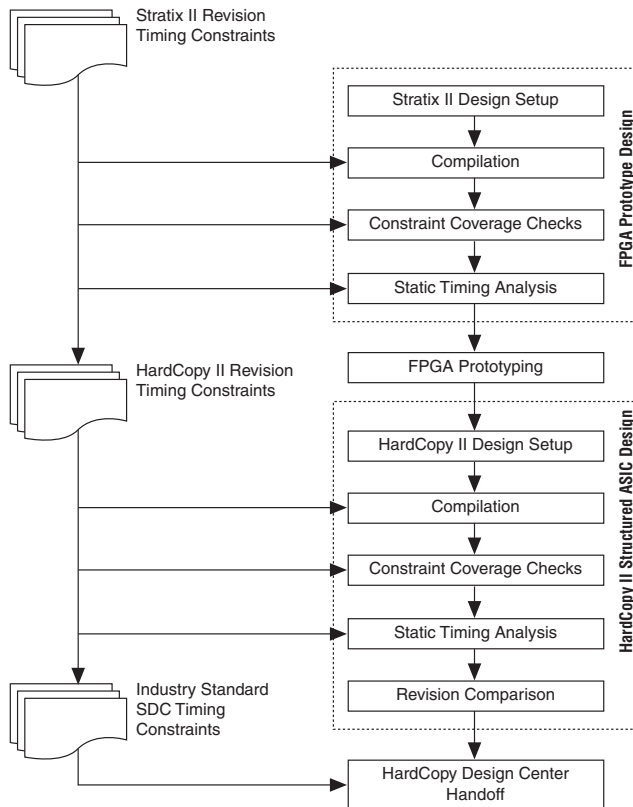 Stratix II Revision
Timing Constraints
Stratix II Design Setup
Compilation
Constraint Coverage Checks
Static Timing Analysis
FPGA Prototype Design
HardCopy II Revision
Timing Constraints
FPGA Prototyping
HardCopy II Design Setup
Compilation
Constraint Coverage Checks
Static Timing Analysis
Revision Comparison
HardCopy II Structured ASIC Design
Industry Standard
SDC Timing
Constraints
HardCopy Design Center
Handoff